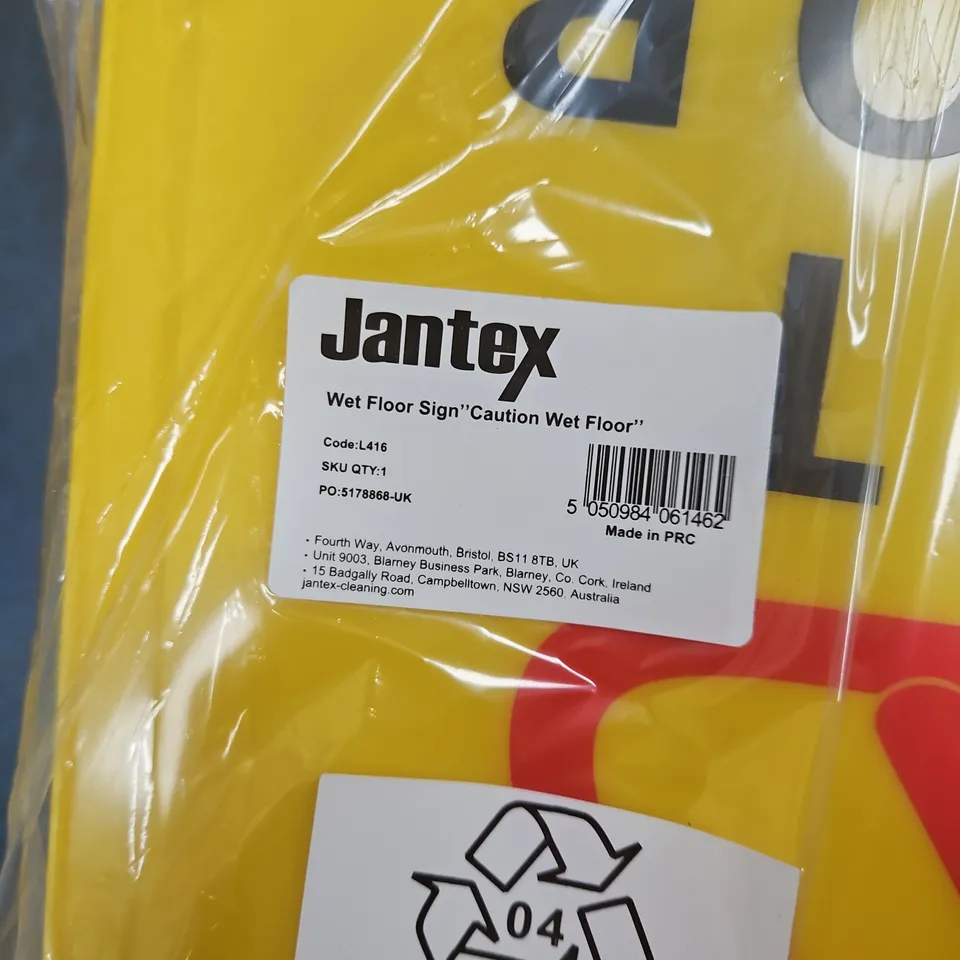 Jantex
Wet Floor Sign''Caution Wet Floor''
Code:L416
SKU QTY:1
PO:5178868-UK
5 050984 061462
Made in PRC
• Fourth Way, Avonmouth, Bristol, BS11 8TB, UK
• Unit 9003, Blarney Business Park, Blarney, Co. Cork, Ireland
• 15 Badgally Road, Campbelltown, NSW 2560, Australia
jantex-cleaning.com
04